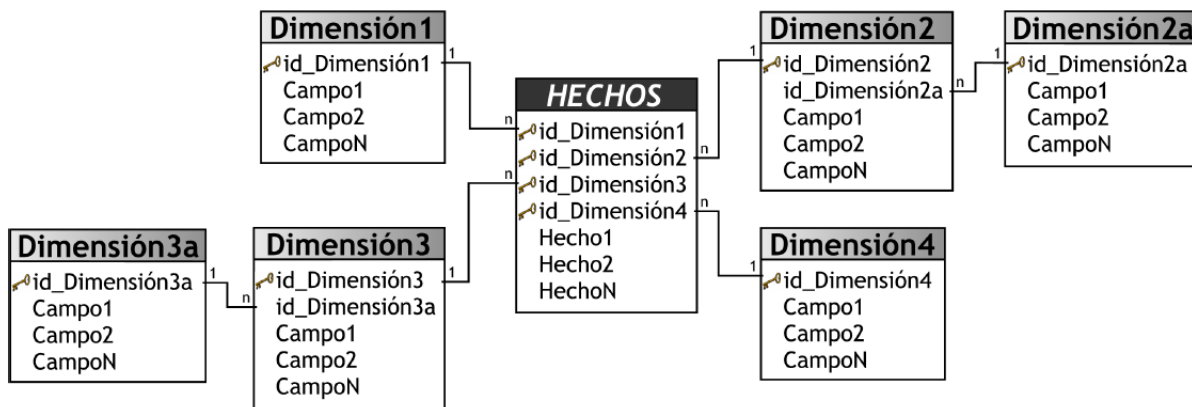 Dimensión1
1
id_Dimensión1
Campo1
Campo2
CampoN
n
HECHOS
id_Dimensión1
id_Dimensión2
id_Dimensión3
id_Dimensión4
Hecho1
Hecho2
HechoN
n
n
n
Dimensión2
1
id_Dimensión2
id_Dimensión2a
Campo1
Campo2
CampoN
n
Dimensión2a
1
id_Dimensión2a
Campo1
Campo2
CampoN
Dimensión3a
id_Dimensión3a
1
Campo1
Campo2
CampoN
n
Dimensión3
id_Dimensión3
1
id_Dimensión3a
Campo1
Campo2
CampoN
Dimensión4
1
id_Dimensión4
Campo1
Campo2
CampoN